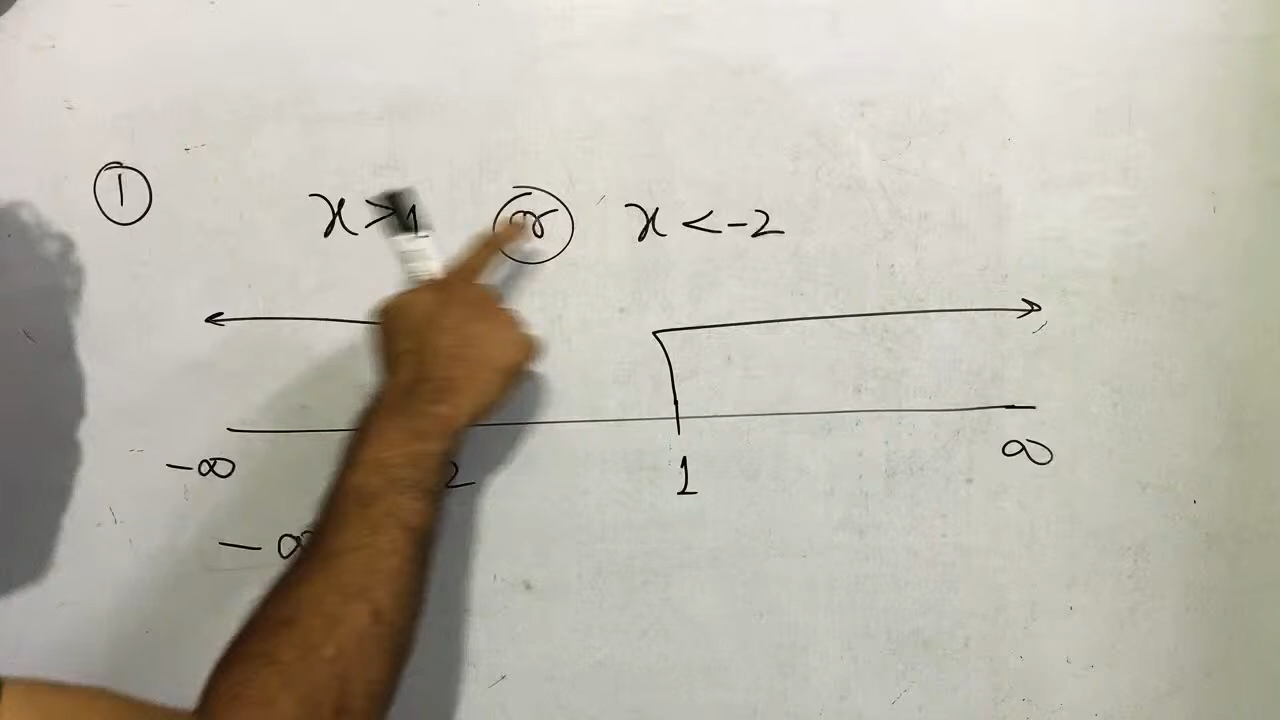 ① x > 1 or x < -2
-∞ 2 1 ∞
- ∞